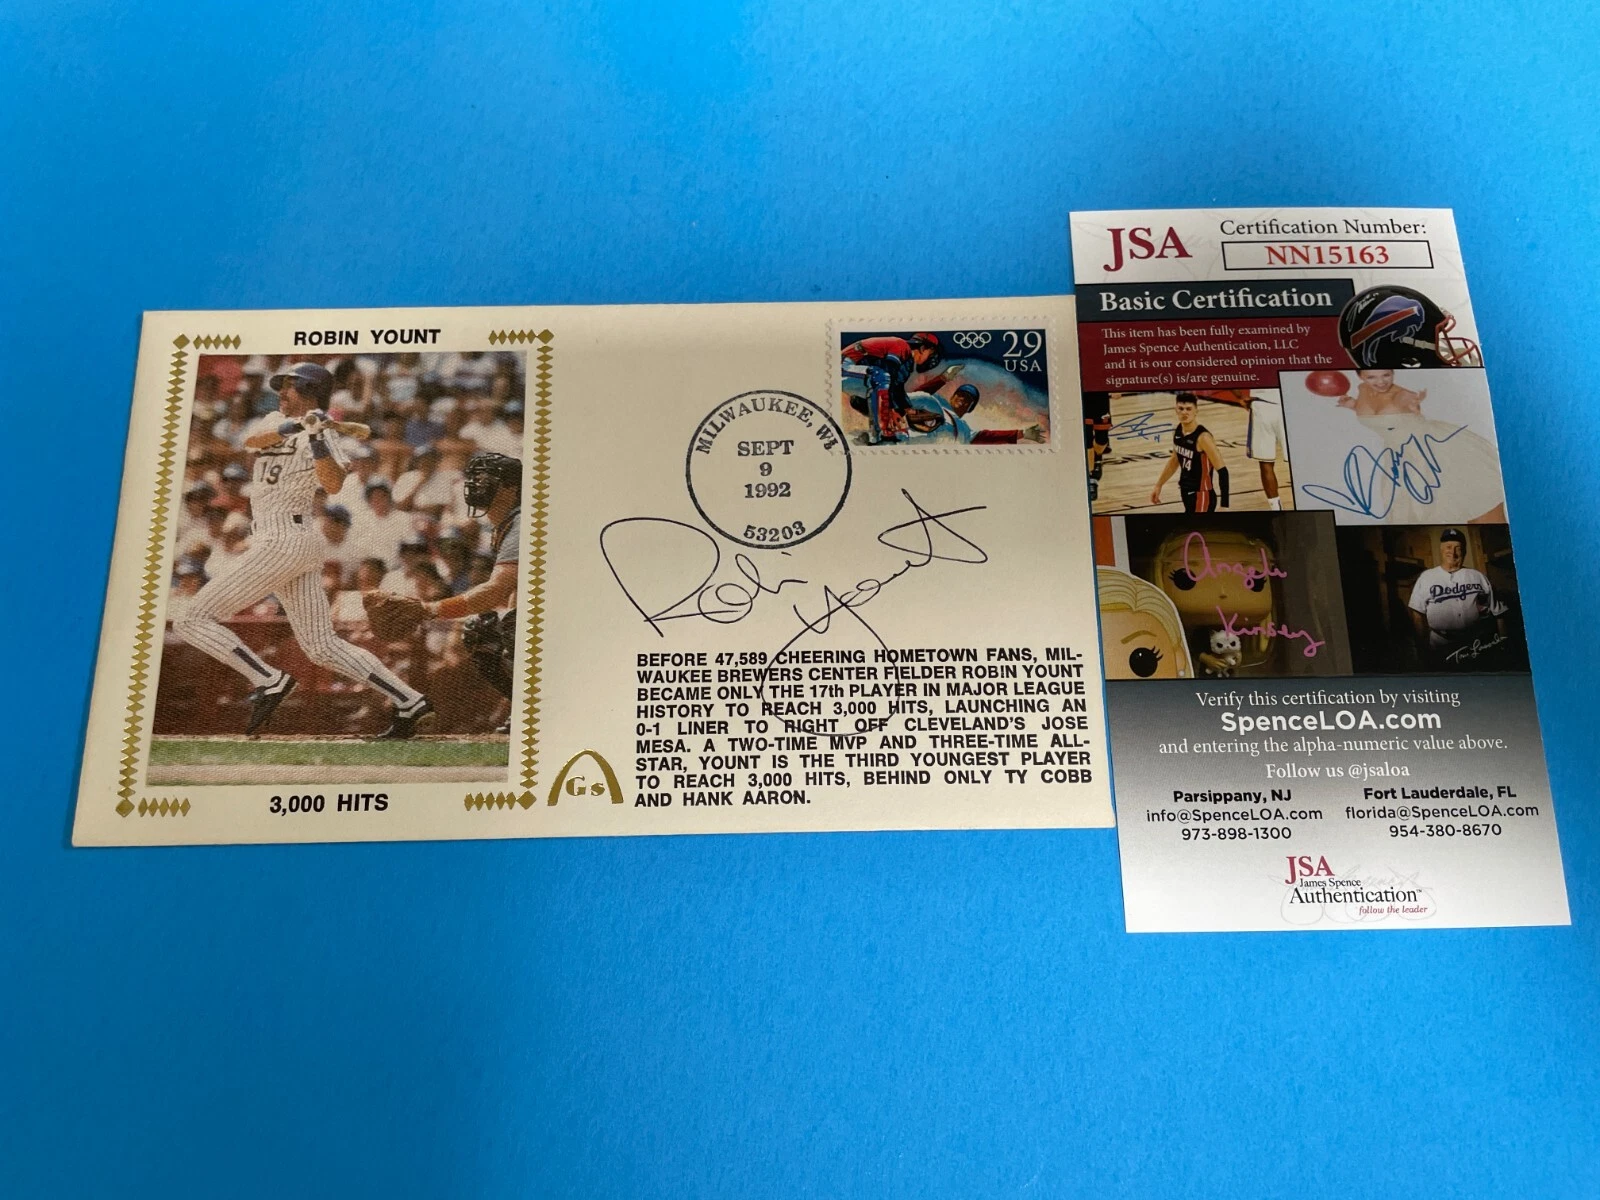 ROBIN YOUNT
19
3,000 HITS
MILWAUKEE, WI
SEPT
9
1992
53203
29
USA
Robin Yount
BEFORE 47,589 CHEERING HOMETOWN FANS, MIL-
WAUKEE BREWERS CENTER FIELDER ROBIN YOUNT
BECAME ONLY THE 17th PLAYER IN MAJOR LEAGUE
HISTORY TO REACH 3,000 HITS, LAUNCHING AN
0-1 LINER TO RIGHT OFF CLEVELAND'S JOSE
MESA. A TWO-TIME MVP AND THREE-TIME ALL-
STAR, YOUNT IS THE THIRD YOUNGEST PLAYER
TO REACH 3,000 HITS, BEHIND ONLY TY COBB
AND HANK AARON.
Gs
JSA
Certification Number:
NN15163
Basic Certification
This item has been fully examined by
James Spence Authentication, LLC
and it is our considered opinion that the
signature(s) is/are genuine.
MIAMI
14
Angela
Kinsey
Dodgers
Verify this certification by visiting
SpenceLOA.com
and entering the alpha-numeric value above.
Follow us @jsaloa
Parsippany, NJ
info@SpenceLOA.com
973-898-1300
Fort Lauderdale, FL
florida@SpenceLOA.com
954-380-8670
JSA
James Spence
Authentication™
follow the leader